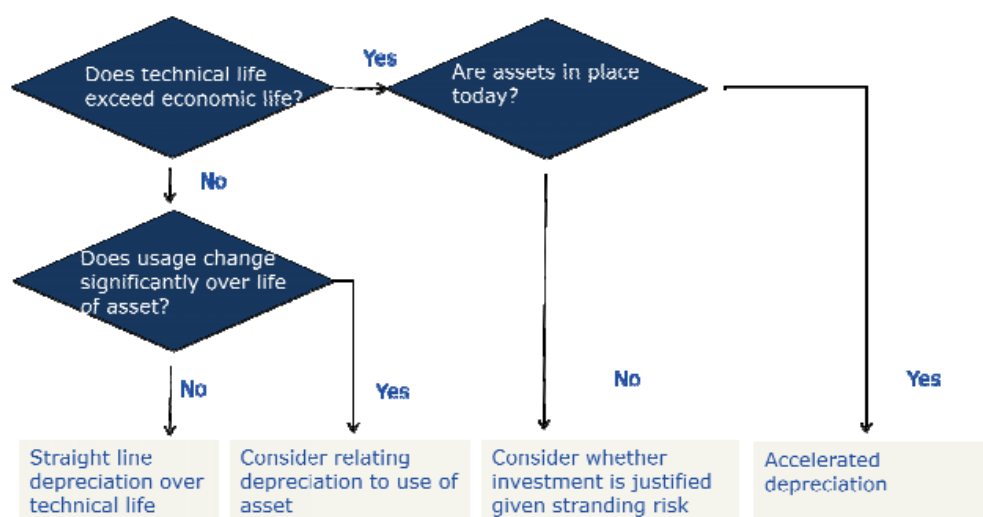 Does technical life
exceed economic life?
Yes
Are assets in place
today?
No
Does usage change
significantly over life
of asset?
No
Yes
No
Yes
Straight line
depreciation over
technical life
Consider relating
depreciation to use of
asset
Consider whether
investment is justified
given stranding risk
Accelerated
depreciation